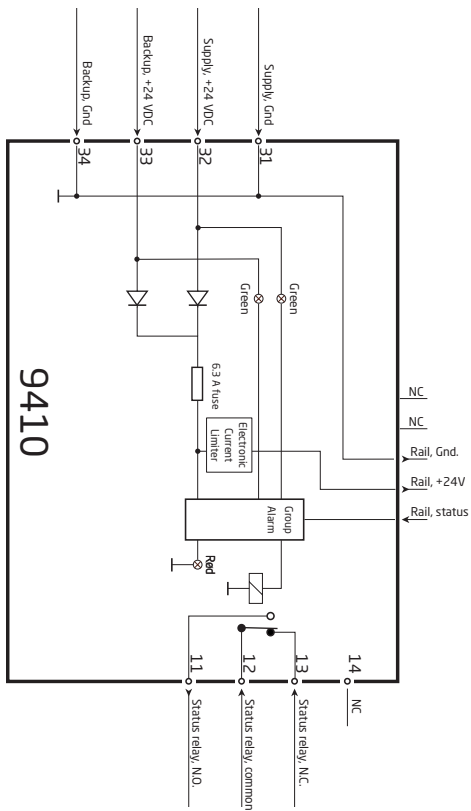 Supply, Gnd
Supply, +24 VDC
Backup, +24 VDC
Backup, Gnd
31
32
33
34
Green
Green
NC
NC
Rail, Gnd.
Rail, +24V
Rail, status
6.3 A fuse
Electronic
Current
Limiter
9410
Group
Alarm
Red
11
12
13
14
Status relay, N.O.
Status relay, common
Status relay, N.C.
NC